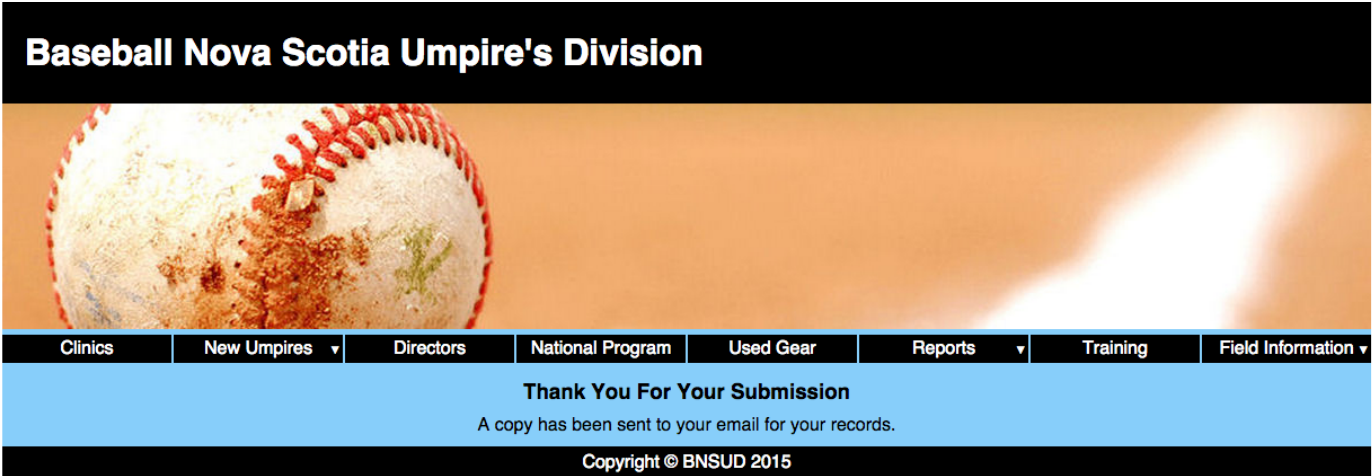 Baseball Nova Scotia Umpire's Division
Clinics New Umpires ▼ Directors National Program Used Gear Reports ▼ Training Field Information ▼
Thank You For Your Submission
A copy has been sent to your email for your records.
Copyright © BNSUD 2015